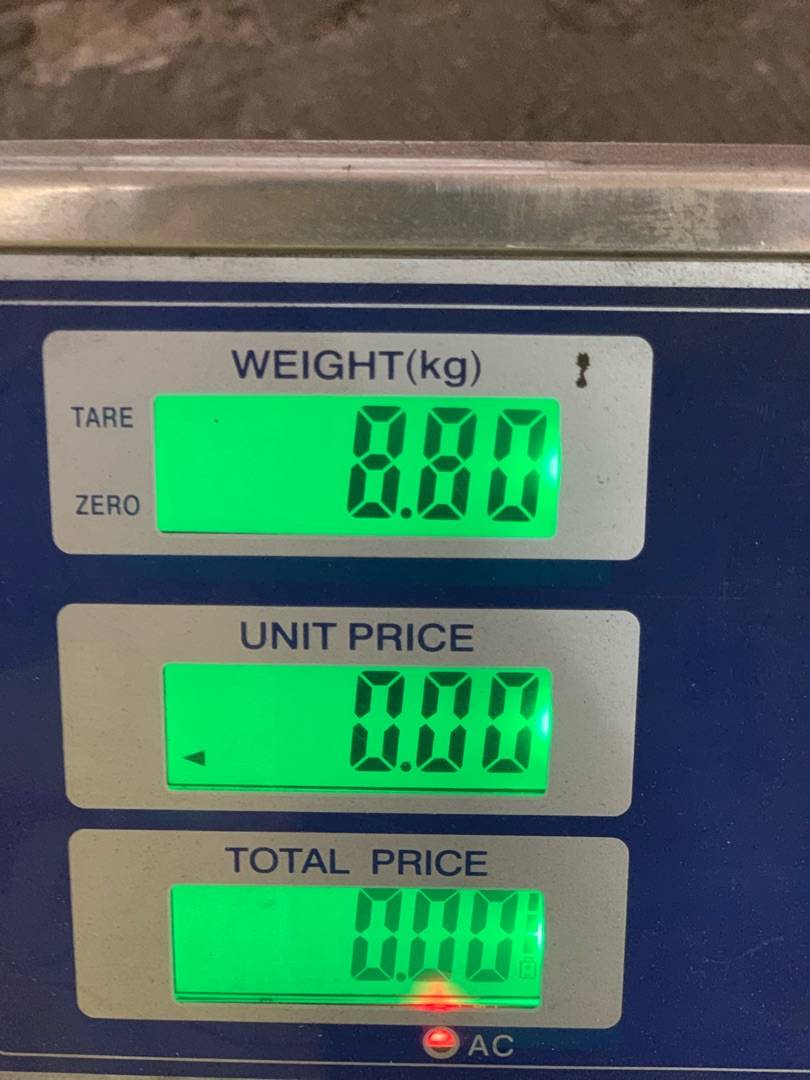 WEIGHT(kg)
TARE
8.80
ZERO
UNIT PRICE
0.00
TOTAL PRICE
0.00
AC